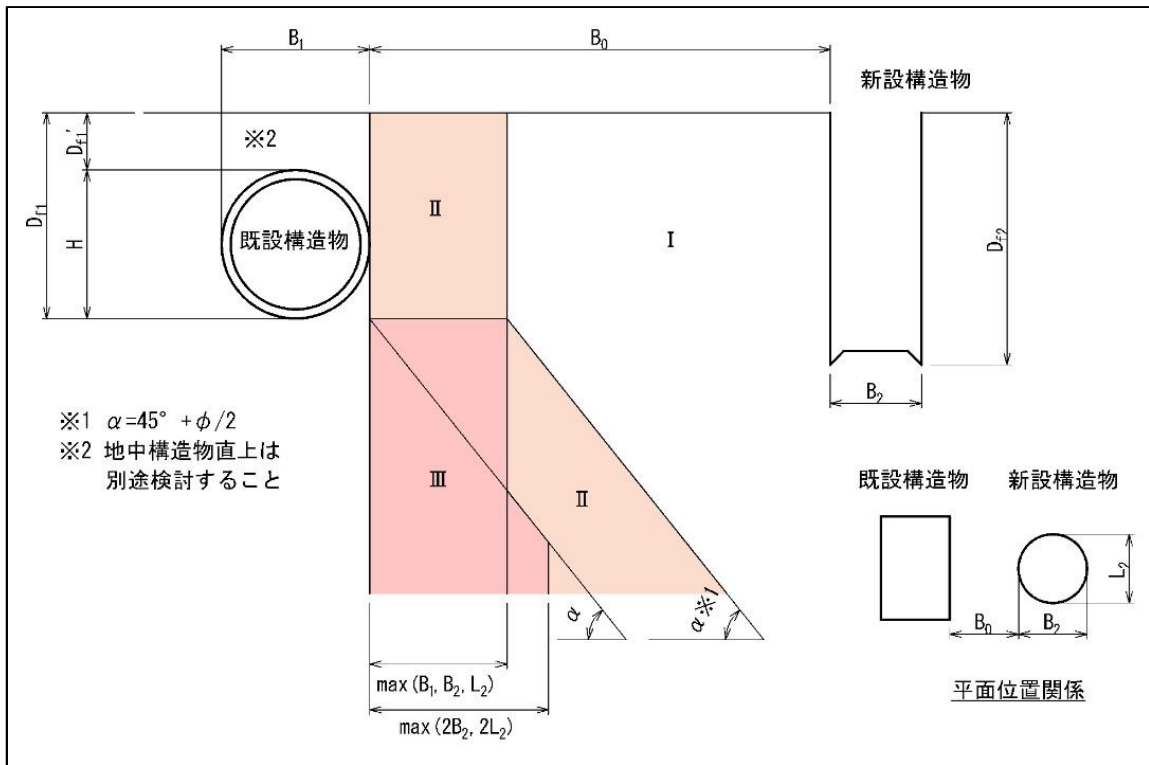 B₁
B₀
新設構造物
D_f1'
※2
D_f1
H
既設構造物
Ⅱ
Ⅰ
D_f2
B₂
※1 α=45°+φ/2
※2 地中構造物直上は
別途検討すること
Ⅲ
Ⅱ
既設構造物
新設構造物
L₂
α
α※1
B₀
B₂
max(B₁, B₂, L₂)
max(2B₂, 2L₂)
平面位置関係